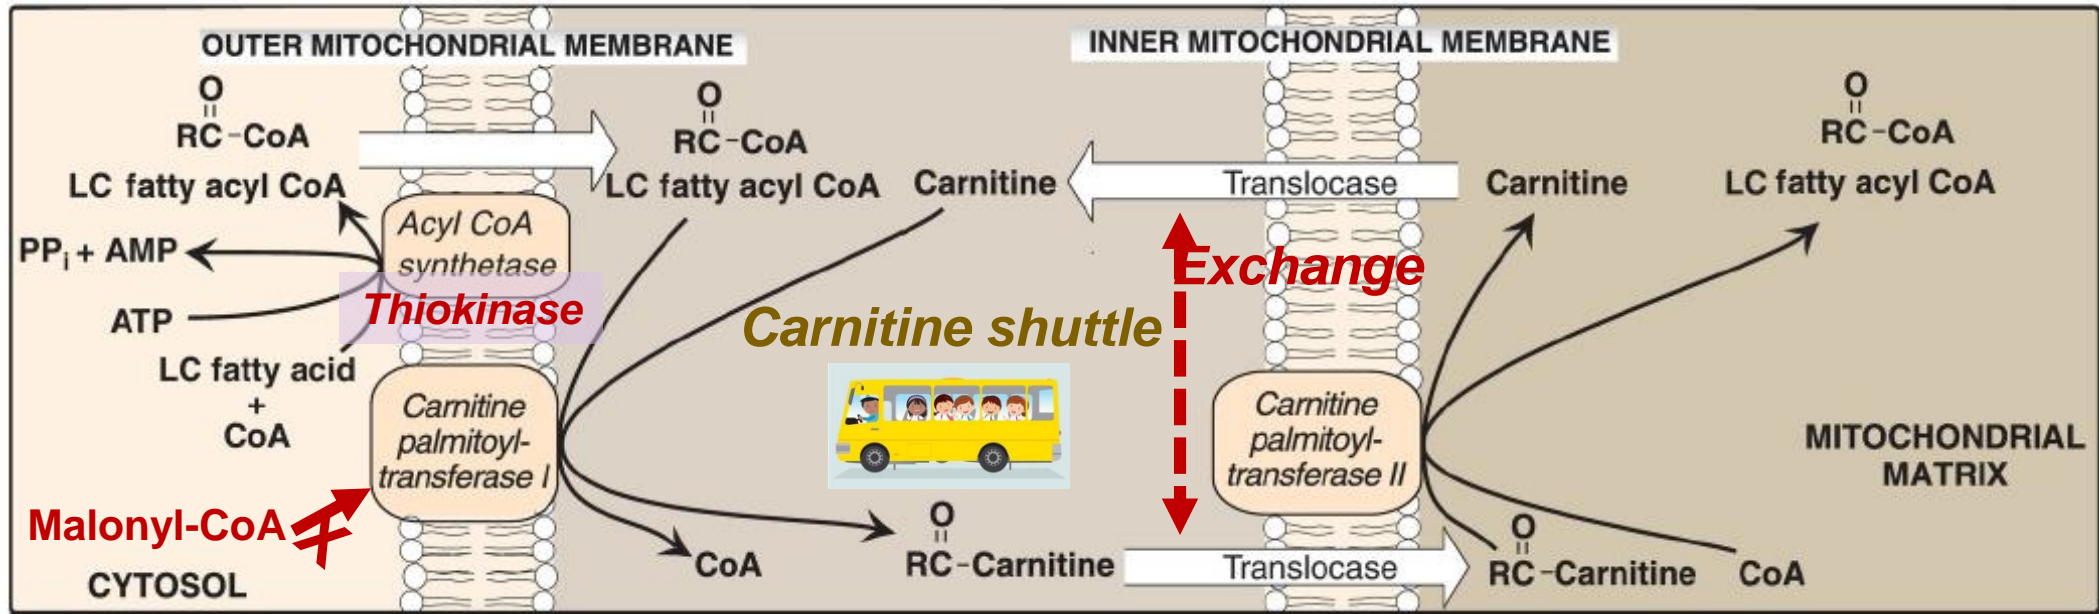 OUTER MITOCHONDRIAL MEMBRANE
INNER MITOCHONDRIAL MEMBRANE
O
RC-CoA
LC fatty acyl CoA
PPi + AMP
ATP
LC fatty acid
+
CoA
Acyl CoA
synthetase
Thiokinase
Carnitine
palmitoyl-
transferase I
Malonyl-CoA
X
CYTOSOL
O
RC-CoA
LC fatty acyl CoA
Carnitine
Translocase
Carnitine
Exchange
Carnitine shuttle
CoA
O
RC-Carnitine
Translocase
Carnitine
palmitoyl-
transferase II
O
RC-CoA
LC fatty acyl CoA
MITOCHONDRIAL
MATRIX
O
RC-Carnitine
CoA